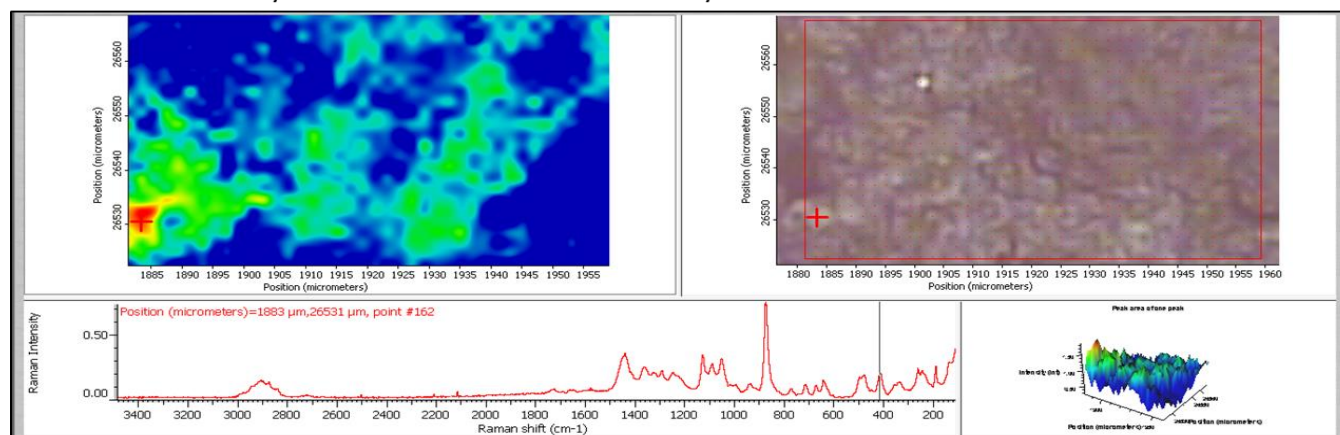 26560
26550
26540
26530
Position (micrometers)
1885 1890 1895 1900 1905 1910 1915 1920 1925 1930 1935 1940 1945 1950 1955
Position (micrometers)
26560
26550
26540
26530
Position (micrometers)
1880 1885 1890 1895 1900 1905 1910 1915 1920 1925 1930 1935 1940 1945 1950 1955 1960
Position (micrometers)
Position (micrometers)=1883 µm,26531 µm, point #162
Raman Intensity
0.50
0.00
3400 3200 3000 2800 2600 2400 2200 2000 1800 1600 1400 1200 1000 800 600 400 200
Raman shift (cm-1)
Peak area of one peak
Position (micrometers)
Position (micrometers)